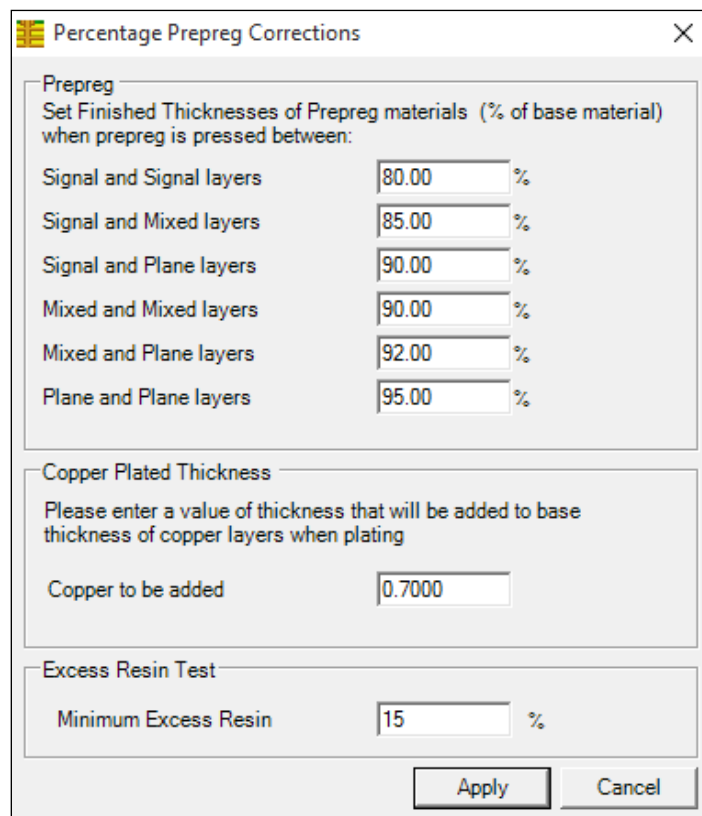 Percentage Prepreg Corrections
Prepreg
Set Finished Thicknesses of Prepreg materials (% of base material)
when prepreg is pressed between:
Signal and Signal layers 80.00 %
Signal and Mixed layers 85.00 %
Signal and Plane layers 90.00 %
Mixed and Mixed layers 90.00 %
Mixed and Plane layers 92.00 %
Plane and Plane layers 95.00 %
Copper Plated Thickness
Please enter a value of thickness that will be added to base
thickness of copper layers when plating
Copper to be added 0.7000
Excess Resin Test
Minimum Excess Resin 15 %
Apply Cancel